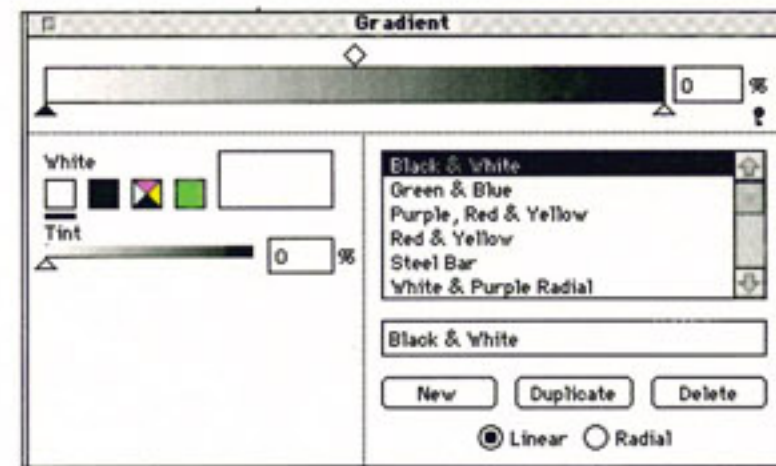 Gradient
0 %
White
Tint
0 %
Black & White
Green & Blue
Purple, Red & Yellow
Red & Yellow
Steel Bar
White & Purple Radial
Black & White
New Duplicate Delete
Linear Radial